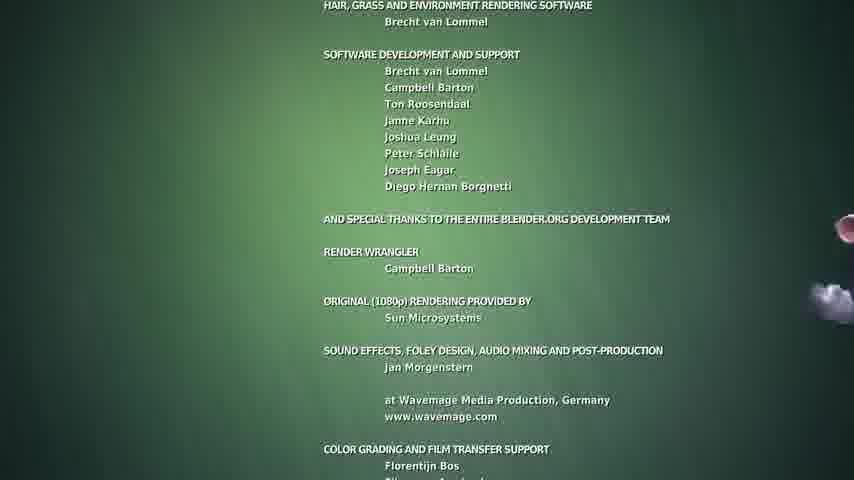 HAIR, GRASS AND ENVIRONMENT RENDERING SOFTWARE
Brecht van Lommel
SOFTWARE DEVELOPMENT AND SUPPORT
Brecht van Lommel
Campbell Barton
Ton Roosendaal
Janne Karhu
Joshua Leung
Peter Schlaile
Joseph Eagar
Diego Hernan Borgnetti
AND SPECIAL THANKS TO THE ENTIRE BLENDER.ORG DEVELOPMENT TEAM
RENDER WRANGLER
Campbell Barton
ORIGINAL (1080p) RENDERING PROVIDED BY
Sun Microsystems
SOUND EFFECTS, FOLEY DESIGN, AUDIO MIXING AND POST-PRODUCTION
Jan Morgenstern
at Wavemage Media Production, Germany
www.wavemage.com
COLOR GRADING AND FILM TRANSFER SUPPORT
Florentijn Bos